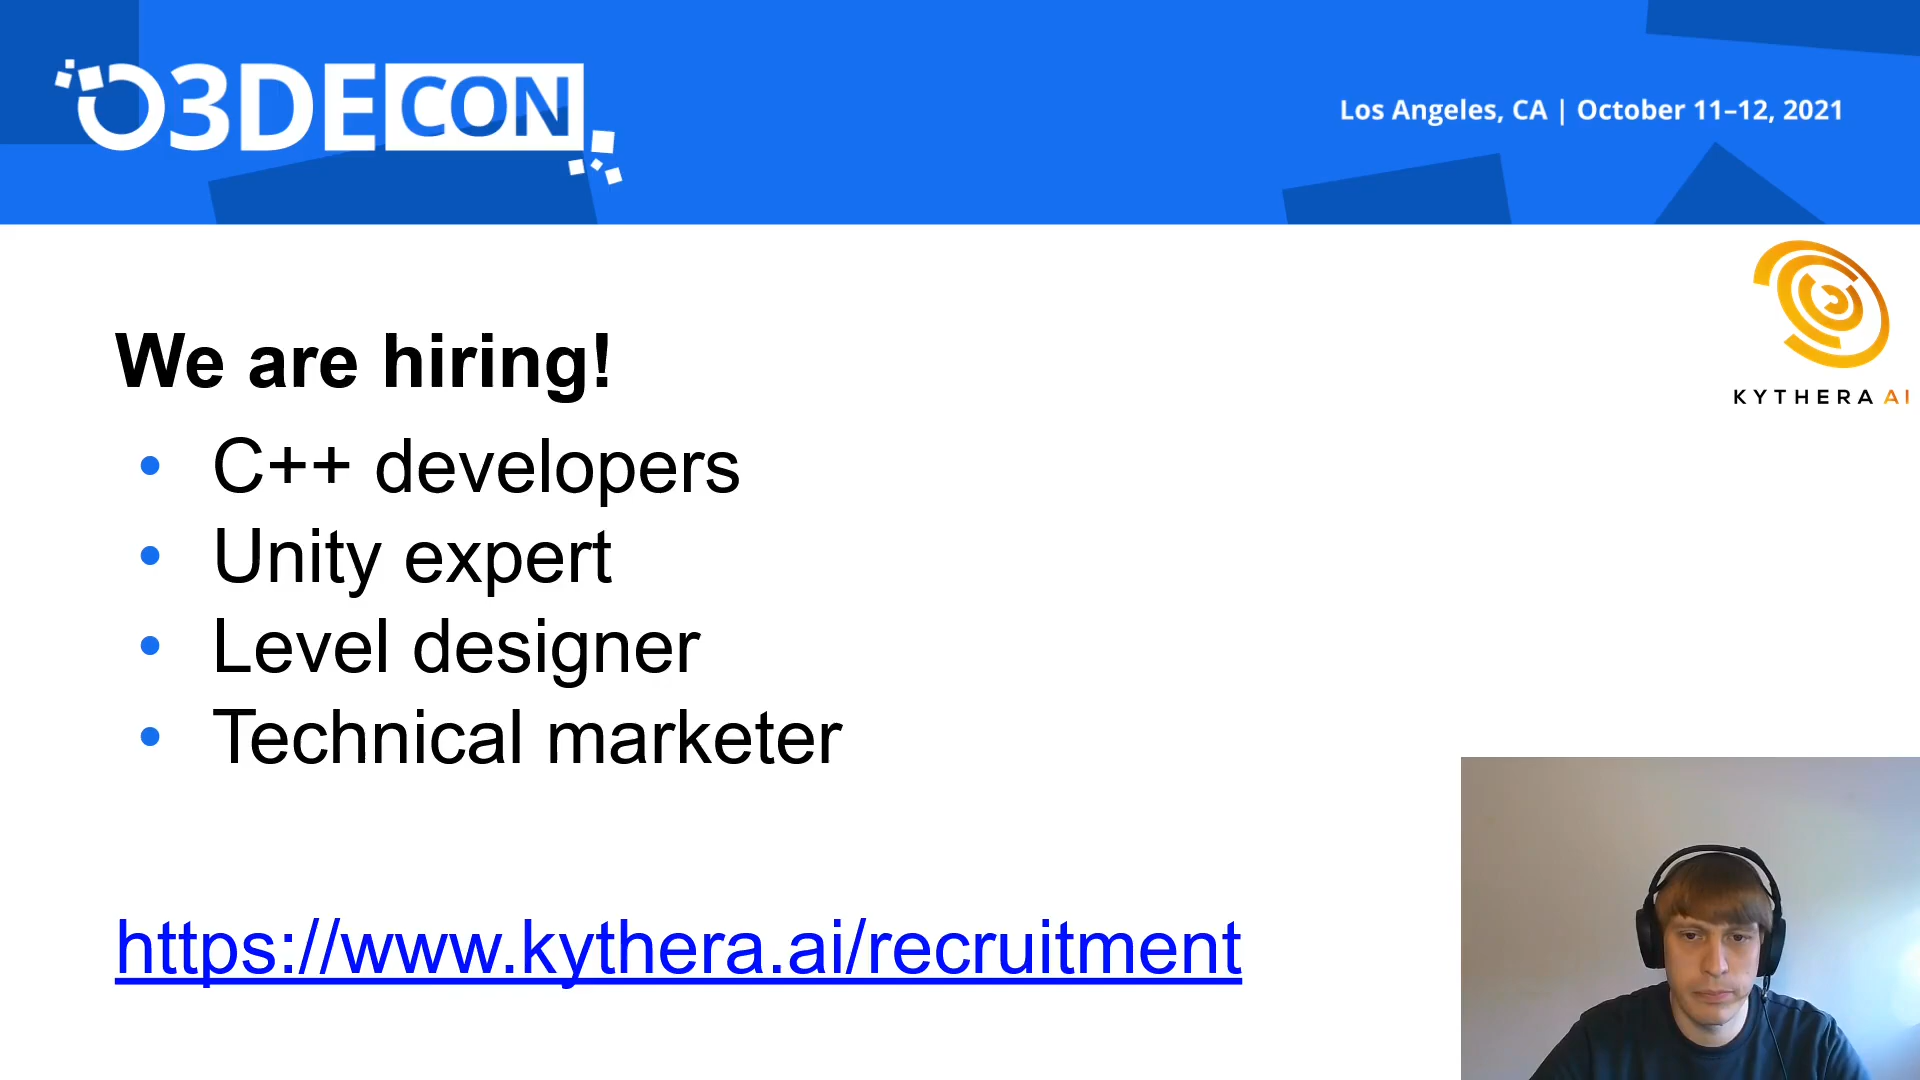 O3DECON
Los Angeles, CA | October 11–12, 2021
KYTHERA AI
We are hiring!
• C++ developers
• Unity expert
• Level designer
• Technical marketer
https://www.kythera.ai/recruitment